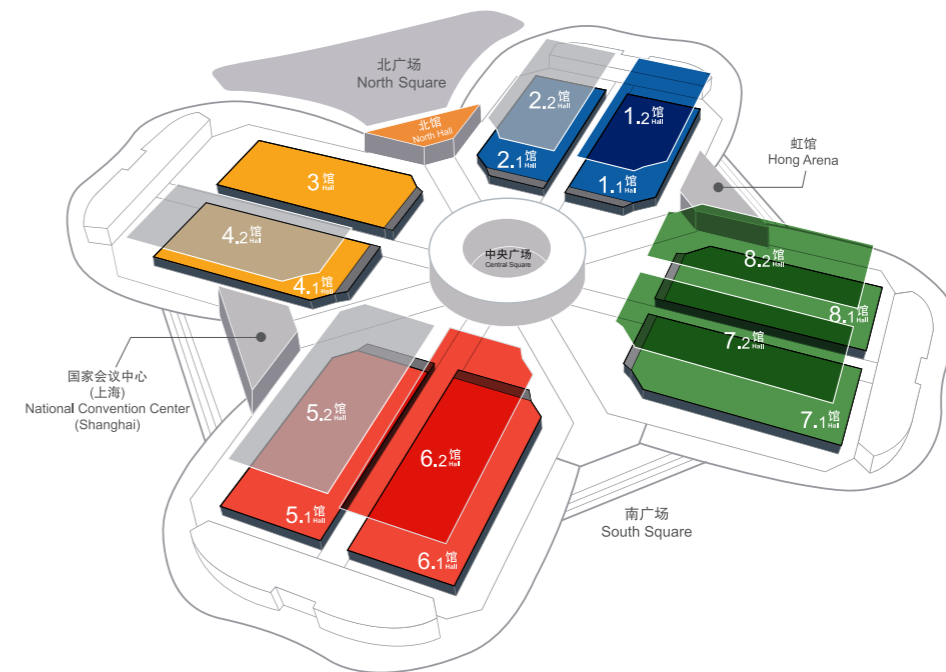 北广场
North Square
北馆
North Hall
2.2馆
Hall
1.2馆
Hall
2.1馆
Hall
1.1馆
Hall
虹馆
Hong Arena
3馆
Hall
4.2馆
Hall
4.1馆
Hall
中央广场
Central Square
8.2馆
Hall
8.1馆
Hall
7.2馆
Hall
7.1馆
Hall
国家会议中心
(上海)
National Convention Center
(Shanghai)
5.2馆
Hall
6.2馆
Hall
5.1馆
Hall
6.1馆
Hall
南广场
South Square